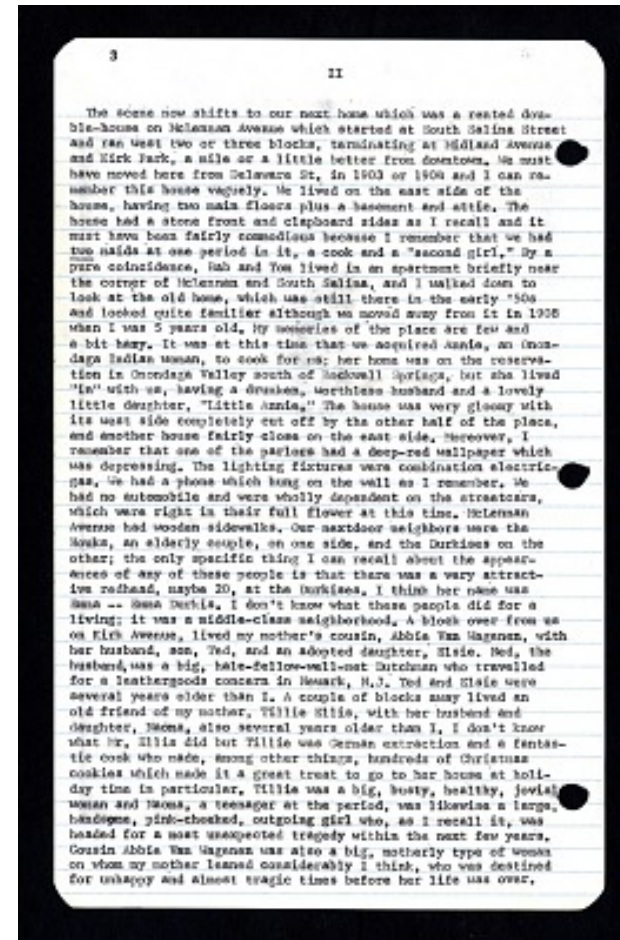 3
II
The scene now shifts to our next home which was a rented dou-
ble-house on McLennan Avenue which started at South Salina Street
and ran west two or three blocks, terminating at Midland Avenue
and Kirk Park, a mile or a little better from downtown. We must
have moved here from Delaware St, in 1903 or 1904 and I can re-
member this house vaguely. We lived on the east side of the
house, having two main floors plus a basement and attic. The
house had a stone front and clapboard sides as I recall and it
must have been fairly commodious because I remember that we had
two maids at one period in it, a cook and a "second girl." By a
pure coincidence, Bab and Tom lived in an apartment briefly near
the corner of McLennan and South Salina, and I walked down to
look at the old home, which was still there in the early '50s
and looked quite familiar although we moved away from it in 1908
when I was 5 years old. My memories of the place are few and
a bit hazy. It was at this time that we acquired Annie, an Onon-
daga Indian woman, to cook for us; her home was on the reserva-
tion in Onondaga Valley south of Rockwell Springs, but she lived
"in" with us, having a drunken, worthless husband and a lovely
little daughter, "Little Annie." The house was very gloomy with
its west side completely cut off by the other half of the place,
and another house fairly close on the east side. Moreover, I
remember that one of the parlors had a deep-red wallpaper which
was depressing. The lighting fixtures were combination electric-
gas. We had a phone which hung on the wall as I remember. We
had no automobile and were wholly dependent on the streetcars,
which were right in their full flower at this time. McLennan
Avenue had wooden sidewalks. Our nextdoor neighbors were the
Houks, an elderly couple, on one side, and the Durkises on the
other; the only specific thing I can recall about the appear-
ances of any of these people is that there was a very attract-
ive redhead, maybe 20, at the Durkises. I think her name was
Emma -- Emma Durkis. I don't know what these people did for a
living; it was a middle-class neighborhood. A block over from us
on Kirk Avenue, lived my mother's cousin, Abbie Van Wagenen, with
her husband, son, Ted, and an adopted daughter, Elsie. Ned, the
husband, was a big, hale-fellow-well-met Dutchman who travelled
for a leathergoods concern in Newark, N.J. Ted and Elsie were
several years older than I. A couple of blocks away lived an
old friend of my mother, Tillie Ellis, with her husband and
daughter, Naoma, also several years older than I. I don't know
what Mr. Ellis did but Tillie was German extraction and a fantas-
tic cook who made, among other things, hundreds of Christmas
cookies which made it a great treat to go to her house at holi-
day time in particular. Tillie was a big, busty, healthy, jovial
woman and Naoma, a teenager at the period, was likewise a large,
handsome, pink-cheeked, outgoing girl who, as I recall it, was
headed for a most unexpected tragedy within the next few years.
Cousin Abbie Van Wagenen was also a big, motherly type of woman
on whom my mother leaned considerably I think, who was destined
for unhappy and almost tragic times before her life was over.